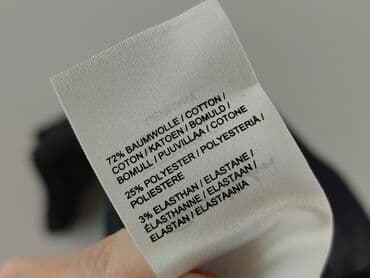 72% BAUMWOLLE / COTTON /
COTON / KATOEN / BOMULD /
BOMULL / PUUVILLAA / COTONE
25% POLYESTER / POLYESTERIA /
POLIESTERE
3% ELASTHAN / ELASTANE /
ÉLASTHANNE / ELASTAAN /
ELASTAN / ELASTAANIA